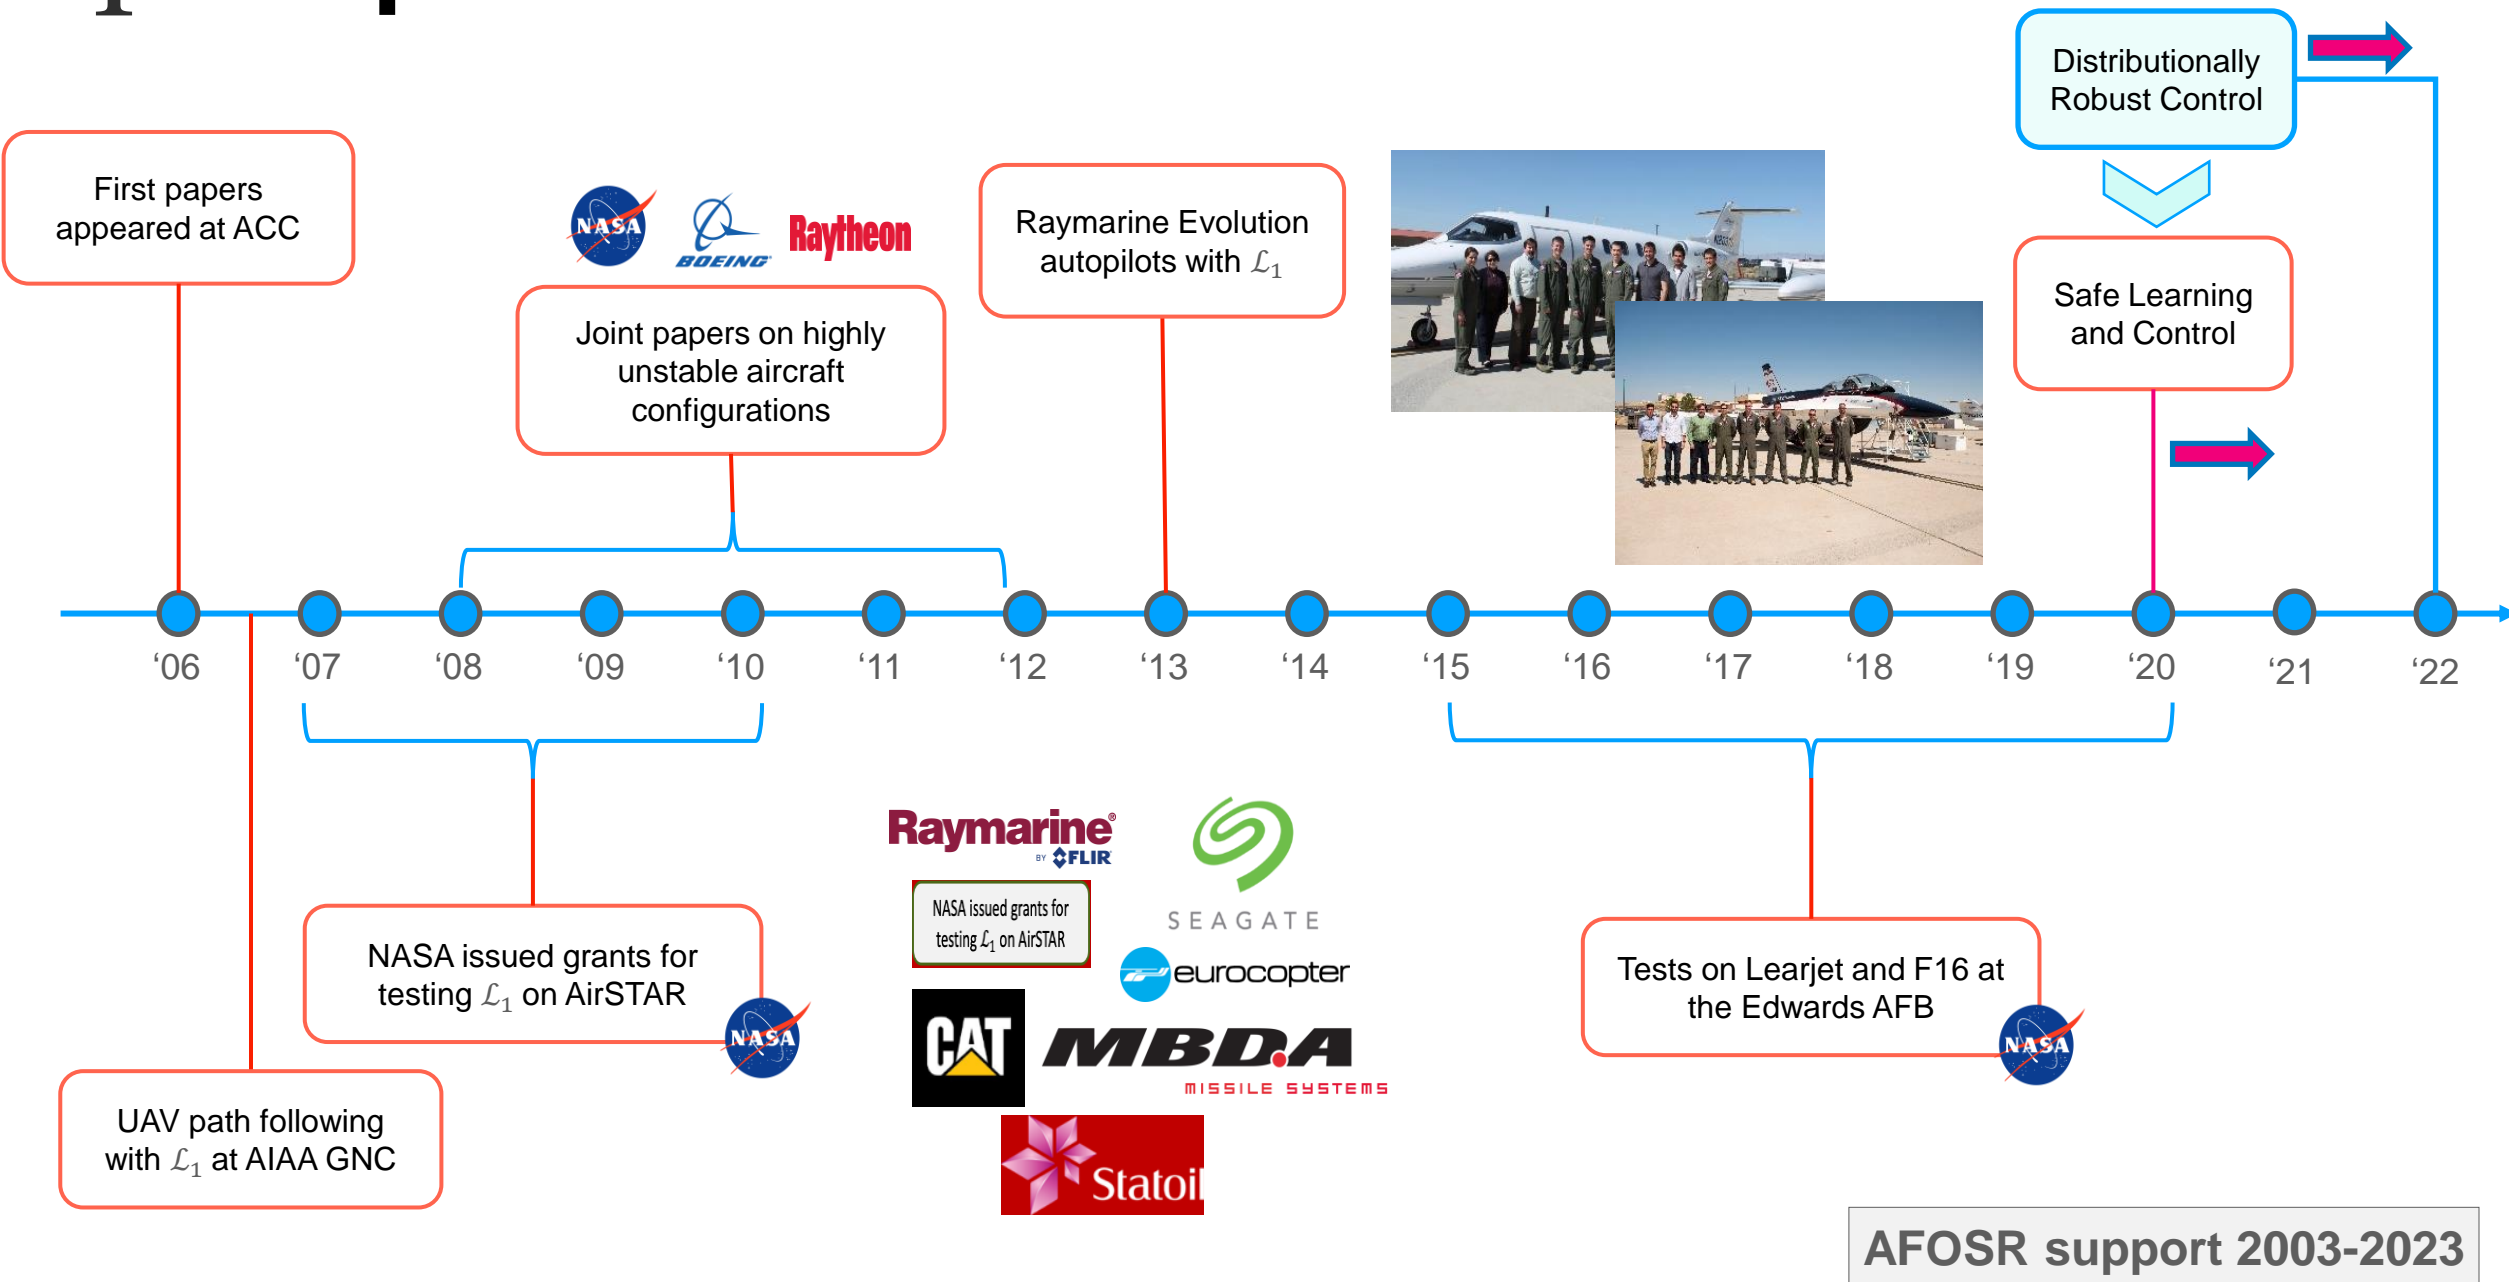 Distributionally
Robust Control
First papers
appeared at ACC
NASA
BOEING
Raytheon
Raymarine Evolution
autopilots with ℒ₁
Safe Learning
and Control
Joint papers on highly
unstable aircraft
configurations
‘06
‘07
‘08
‘09
‘10
‘11
‘12
‘13
‘14
‘15
‘16
‘17
‘18
‘19
‘20
‘21
‘22
Raymarine®
BY FLIR
SEAGATE
NASA issued grants for
testing ℒ₁ on AirSTAR
eurocopter
NASA issued grants for
testing ℒ₁ on AirSTAR
NASA
CAT
MBDA
MISSILE SYSTEMS
Statoil
Tests on Learjet and F16 at
the Edwards AFB
NASA
UAV path following
with ℒ₁ at AIAA GNC
AFOSR support 2003-2023